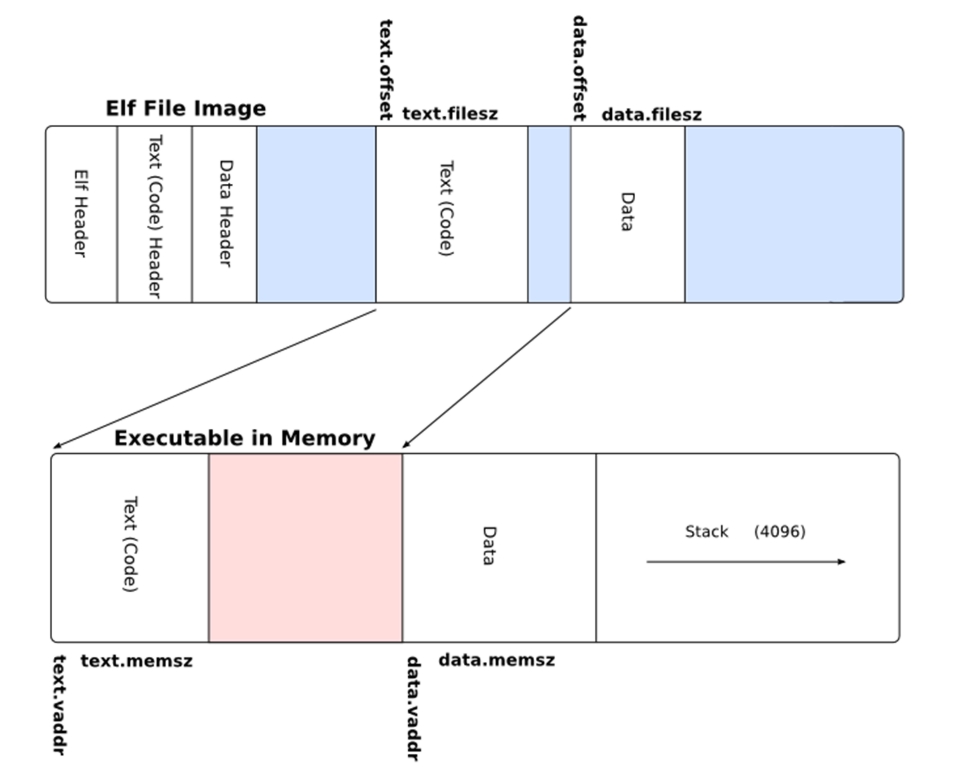 text.offset
data.offset
Elf File Image
text.filesz
data.filesz
Elf Header
Text (Code) Header
Data Header
Text (Code)
Data
Executable in Memory
Text (Code)
Data
Stack (4096)
text.vaddr
text.memsz
data.vaddr
data.memsz